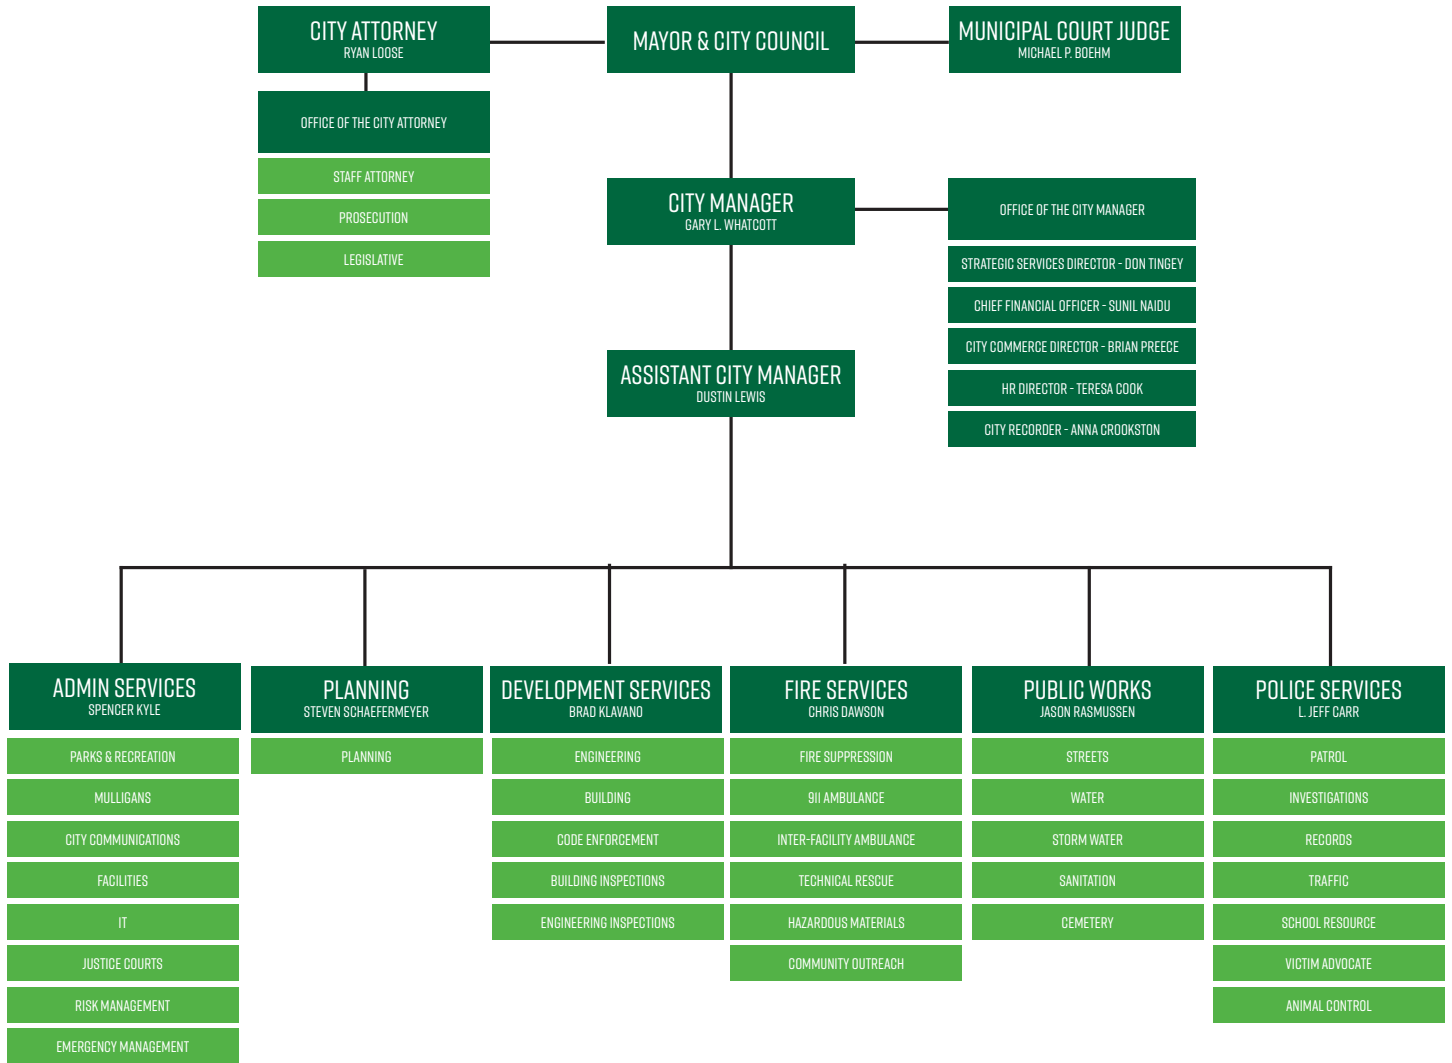 CITY ATTORNEY
RYAN LOOSE
MAYOR & CITY COUNCIL
MUNICIPAL COURT JUDGE
MICHAEL P. BOEHM
OFFICE OF THE CITY ATTORNEY
STAFF ATTORNEY
PROSECUTION
LEGISLATIVE
CITY MANAGER
GARY L. WHATCOTT
OFFICE OF THE CITY MANAGER
STRATEGIC SERVICES DIRECTOR - DON TINGEY
CHIEF FINANCIAL OFFICER - SUNIL NAIDU
CITY COMMERCE DIRECTOR - BRIAN PREECE
HR DIRECTOR - TERESA COOK
CITY RECORDER - ANNA CROOKSTON
ASSISTANT CITY MANAGER
DUSTIN LEWIS
ADMIN SERVICES
SPENCER KYLE
PARKS & RECREATION
MULLIGANS
CITY COMMUNICATIONS
FACILITIES
IT
JUSTICE COURTS
RISK MANAGEMENT
EMERGENCY MANAGEMENT
PLANNING
STEVEN SCHAEFERMEYER
PLANNING
DEVELOPMENT SERVICES
BRAD KLAVANO
ENGINEERING
BUILDING
CODE ENFORCEMENT
BUILDING INSPECTIONS
ENGINEERING INSPECTIONS
FIRE SERVICES
CHRIS DAWSON
FIRE SUPPRESSION
911 AMBULANCE
INTER-FACILITY AMBULANCE
TECHNICAL RESCUE
HAZARDOUS MATERIALS
COMMUNITY OUTREACH
PUBLIC WORKS
JASON RASMUSSEN
STREETS
WATER
STORM WATER
SANITATION
CEMETERY
POLICE SERVICES
L. JEFF CARR
PATROL
INVESTIGATIONS
RECORDS
TRAFFIC
SCHOOL RESOURCE
VICTIM ADVOCATE
ANIMAL CONTROL